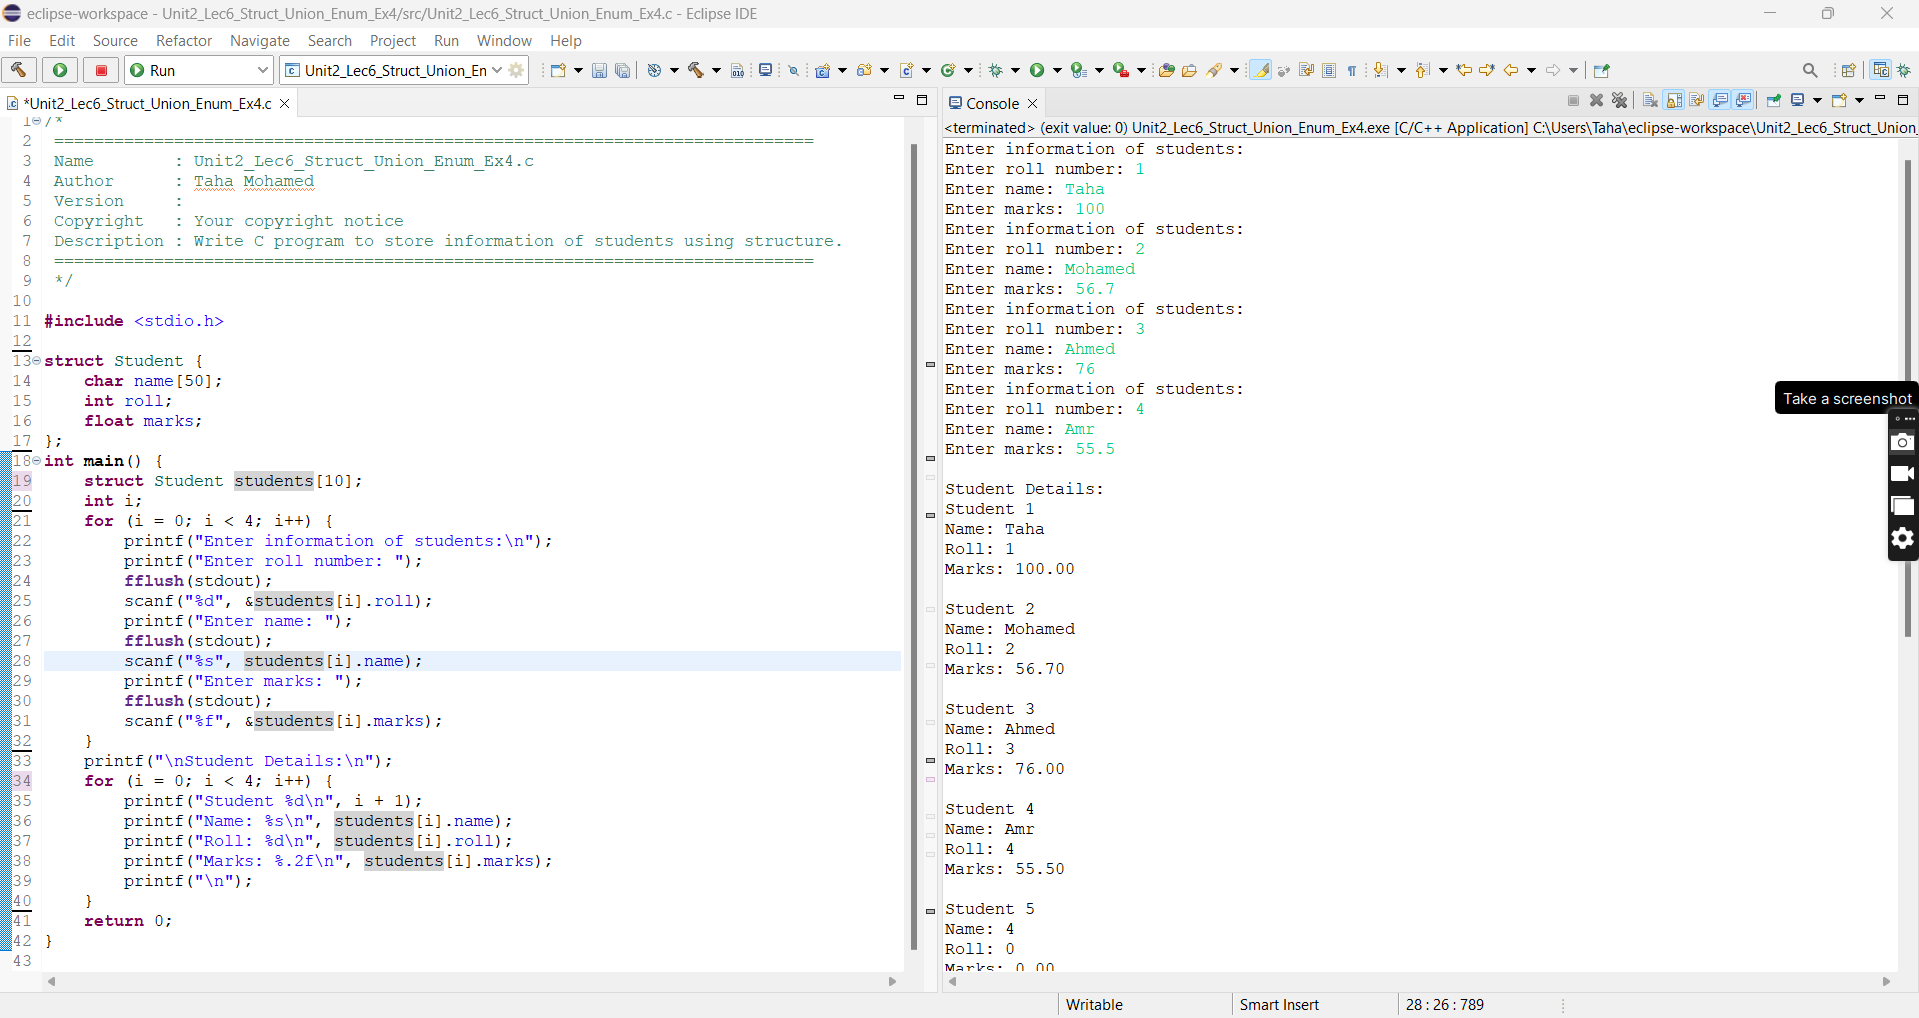 eclipse-workspace - Unit2_Lec6_Struct_Union_Enum_Ex4/src/Unit2_Lec6_Struct_Union_Enum_Ex4.c - Eclipse IDE
File Edit Source Refactor Navigate Search Project Run Window Help
Run Unit2_Lec6_Struct_Union_En
*Unit2_Lec6_Struct_Union_Enum_Ex4.c
1 /*
2 ============================================================================
3 Name        : Unit2_Lec6_Struct_Union_Enum_Ex4.c
4 Author      : Taha Mohamed
5 Version     :
6 Copyright   : Your copyright notice
7 Description : Write C program to store information of students using structure.
8 ============================================================================
9 */
10
11 #include <stdio.h>
12
13 struct Student {
14     char name[50];
15     int roll;
16     float marks;
17 };
18 int main() {
19     struct Student students[10];
20     int i;
21     for (i = 0; i < 4; i++) {
22         printf("Enter information of students:\n");
23         printf("Enter roll number: ");
24         fflush(stdout);
25         scanf("%d", &students[i].roll);
26         printf("Enter name: ");
27         fflush(stdout);
28         scanf("%s", students[i].name);
29         printf("Enter marks: ");
30         fflush(stdout);
31         scanf("%f", &students[i].marks);
32     }
33     printf("\nStudent Details:\n");
34     for (i = 0; i < 4; i++) {
35         printf("Student %d\n", i + 1);
36         printf("Name: %s\n", students[i].name);
37         printf("Roll: %d\n", students[i].roll);
38         printf("Marks: %.2f\n", students[i].marks);
39         printf("\n");
40     }
41     return 0;
42 }
43
Console
<terminated> (exit value: 0) Unit2_Lec6_Struct_Union_Enum_Ex4.exe [C/C++ Application] C:\Users\Taha\eclipse-workspace\Unit2_Lec6_Struct_Union_
Enter information of students:
Enter roll number: 1
Enter name: Taha
Enter marks: 100
Enter information of students:
Enter roll number: 2
Enter name: Mohamed
Enter marks: 56.7
Enter information of students:
Enter roll number: 3
Enter name: Ahmed
Enter marks: 76
Enter information of students:
Enter roll number: 4
Enter name: Amr
Enter marks: 55.5
Student Details:
Student 1
Name: Taha
Roll: 1
Marks: 100.00
Student 2
Name: Mohamed
Roll: 2
Marks: 56.70
Student 3
Name: Ahmed
Roll: 3
Marks: 76.00
Student 4
Name: Amr
Roll: 4
Marks: 55.50
Student 5
Name: 4
Roll: 0
Marks: 0.00
Take a screenshot
Writable Smart Insert 28 : 26 : 789